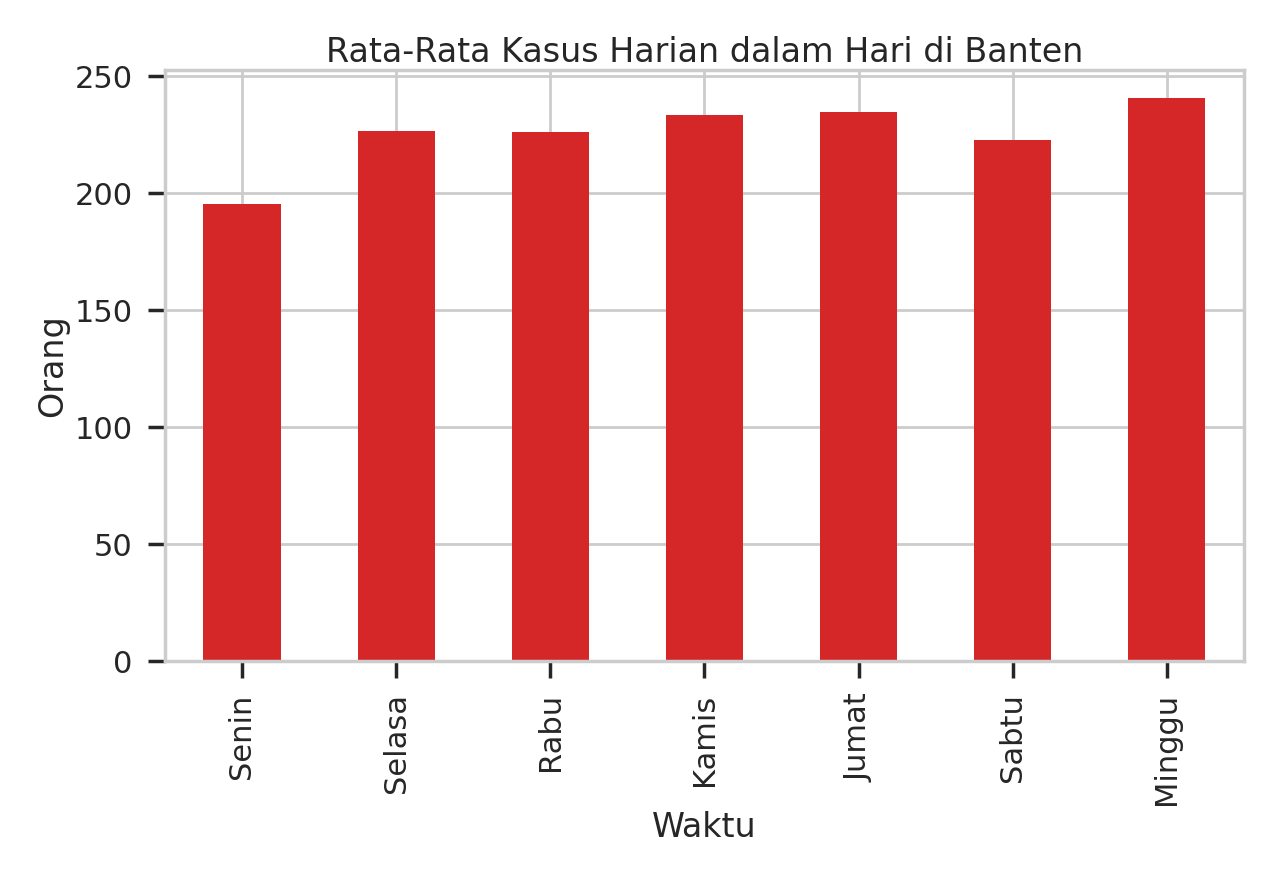 Rata-Rata Kasus Harian dalam Hari di Banten
250
200
150
100
50
0
Orang
Senin
Selasa
Rabu
Kamis
Jumat
Sabtu
Minggu
Waktu